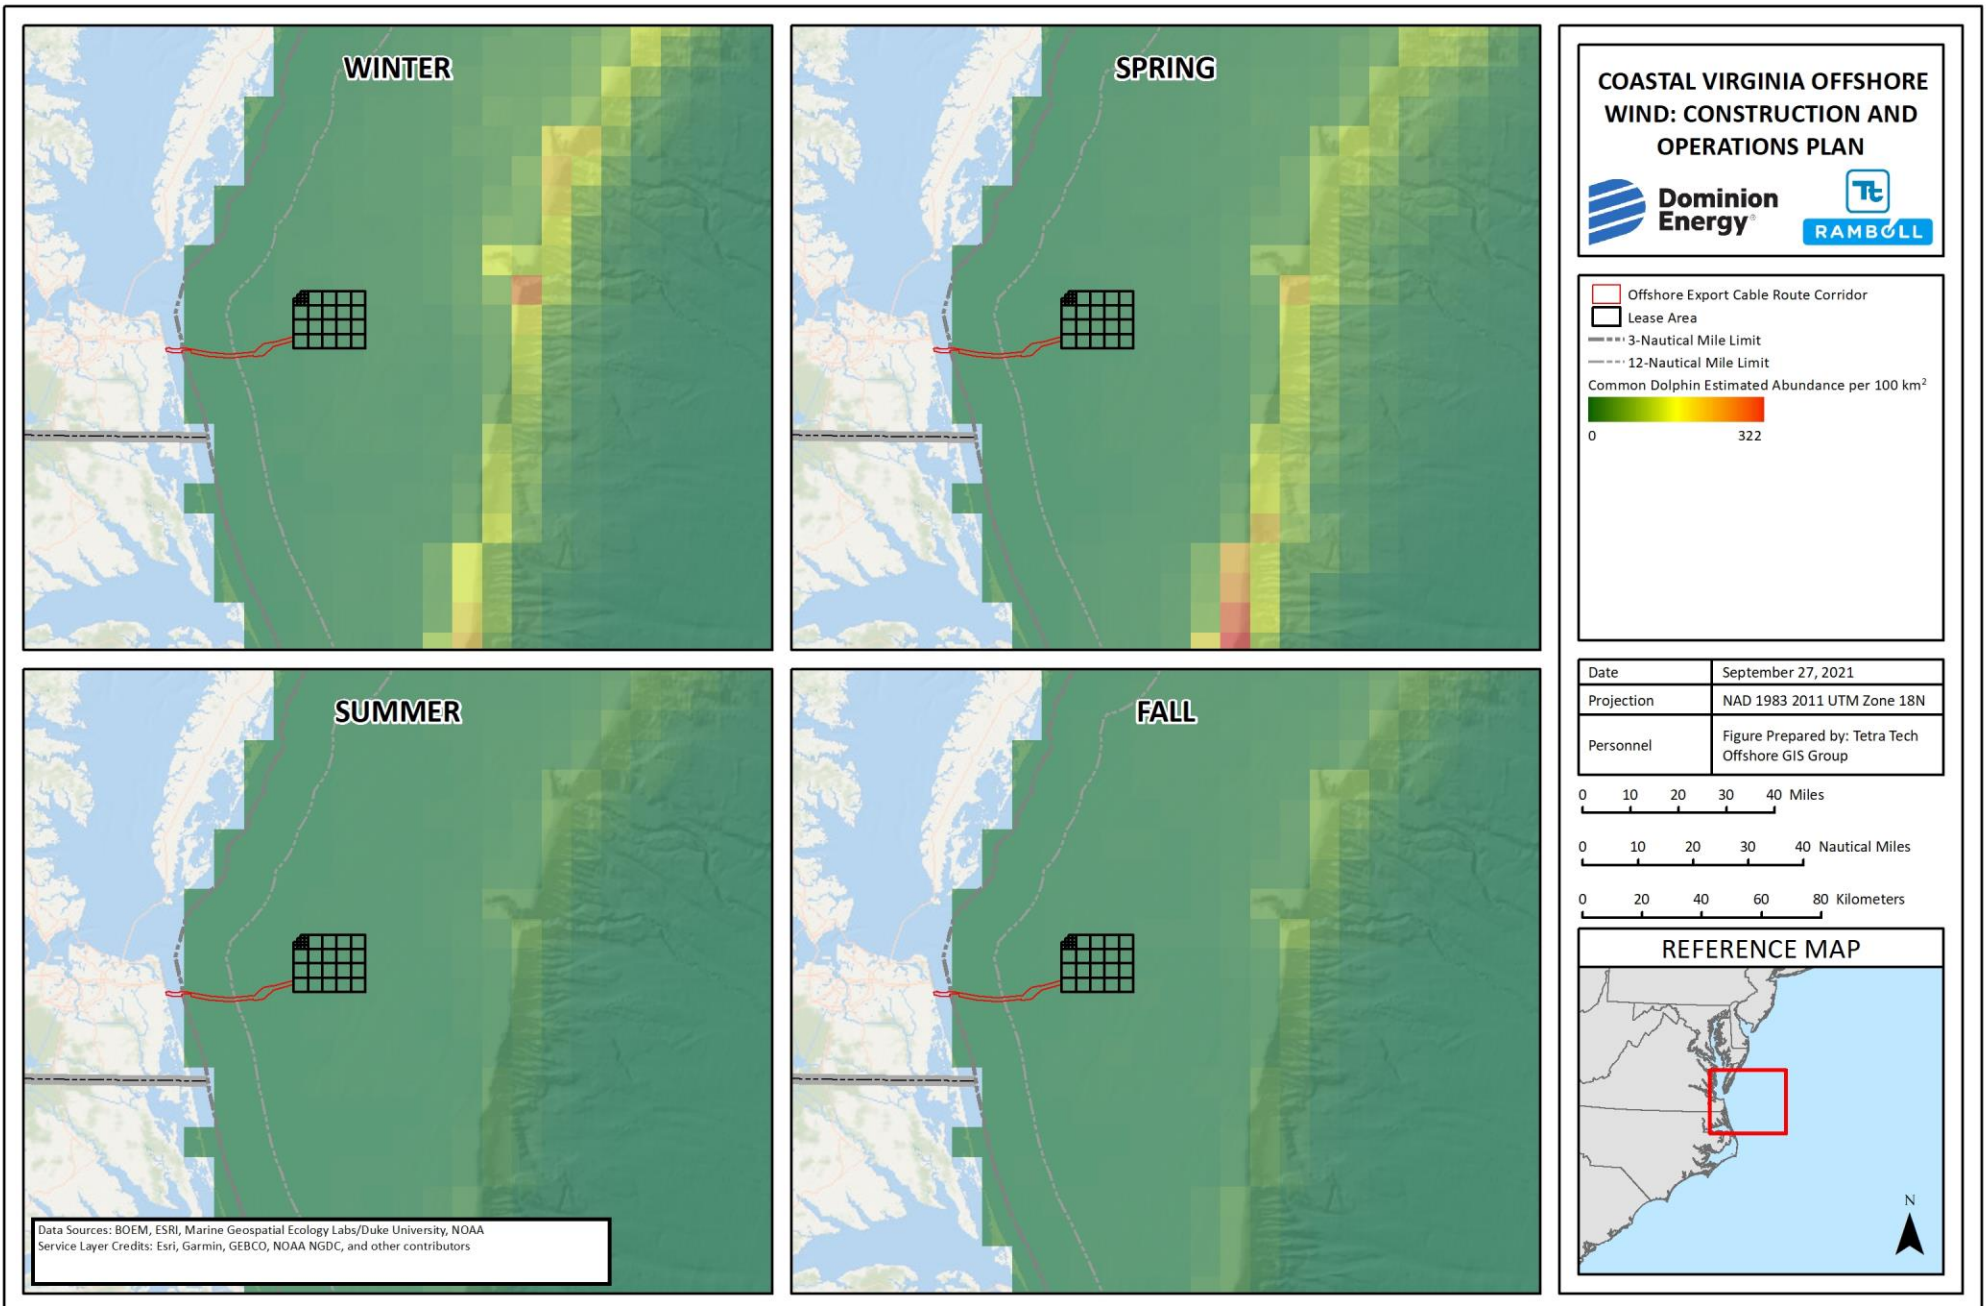 WINTER
SPRING
SUMMER
FALL
Data Sources: BOEM, ESRI, Marine Geospatial Ecology Labs/Duke University, NOAA
Service Layer Credits: Esri, Garmin, GEBCO, NOAA NGDC, and other contributors
COASTAL VIRGINIA OFFSHORE
WIND: CONSTRUCTION AND
OPERATIONS PLAN
Dominion
Energy®
Tt
RAMBOLL
Offshore Export Cable Route Corridor
Lease Area
3-Nautical Mile Limit
12-Nautical Mile Limit
Common Dolphin Estimated Abundance per 100 km²
0 322
Date September 27, 2021
Projection NAD 1983 2011 UTM Zone 18N
Personnel Figure Prepared by: Tetra Tech
Offshore GIS Group
0 10 20 30 40 Miles
0 10 20 30 40 Nautical Miles
0 20 40 60 80 Kilometers
REFERENCE MAP
N